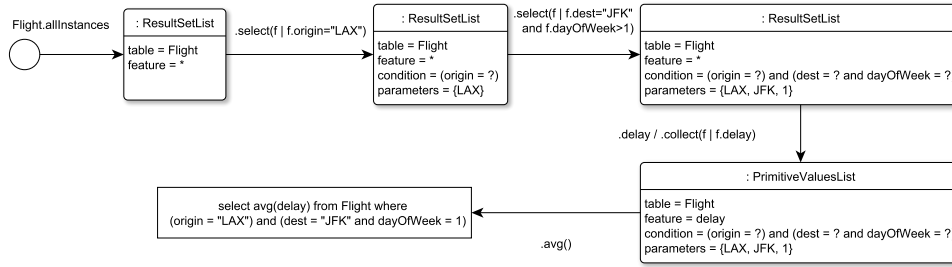 Flight.allInstances
: ResultSetList
table = Flight
feature = *
.select(f | f.origin="LAX")
: ResultSetList
table = Flight
feature = *
condition = (origin = ?)
parameters = {LAX}
.select(f | f.dest="JFK"
and f.dayOfWeek>1)
: ResultSetList
table = Flight
feature = *
condition = (origin = ?) and (dest = ? and dayOfWeek = ?
parameters = {LAX, JFK, 1}
.delay / .collect(f | f.delay)
: PrimitiveValuesList
table = Flight
feature = delay
condition = (origin = ?) and (dest = ? and dayOfWeek = ?
parameters = {LAX, JFK, 1}
.avg()
select avg(delay) from Flight where
(origin = "LAX") and (dest = "JFK" and dayOfWeek = 1)